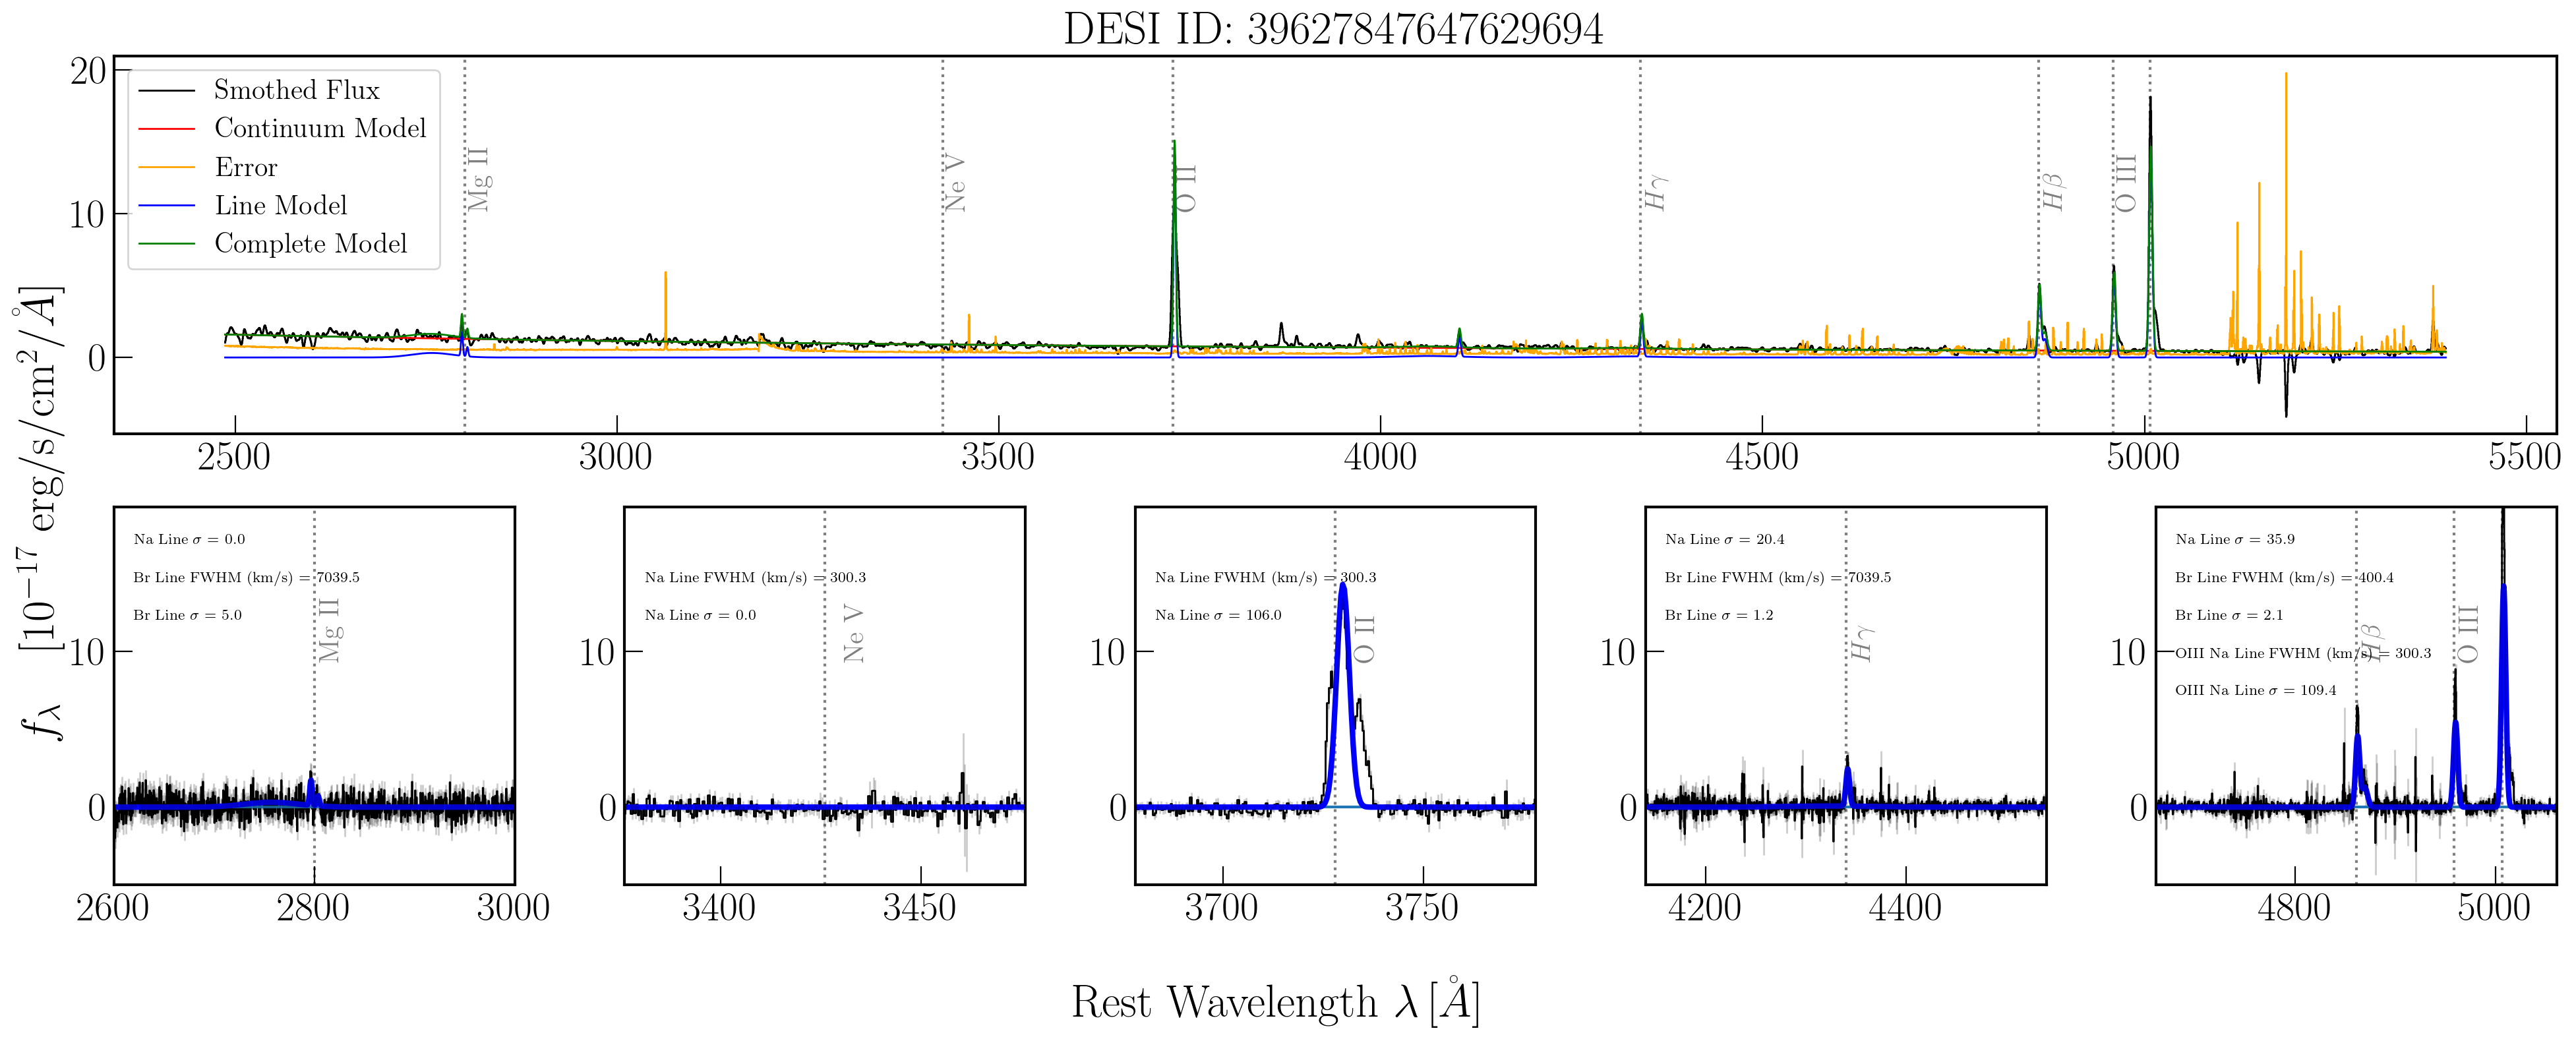 DESI ID: 39627847647629694
20
10
0
Smothed Flux
Continuum Model
Error
Line Model
Complete Model
Mg II
Ne V
O II
Hγ
Hβ
O III
2500 3000 3500 4000 4500 5000 5500
fλ [10⁻¹⁷ erg/s/cm²/Å]
Na Line σ = 0.0
Br Line FWHM (km/s) = 7039.5
Br Line σ = 5.0
Mg II
10
0
2600 2800 3000
Na Line FWHM (km/s) = 300.3
Na Line σ = 0.0
Ne V
10
0
3400 3450
Na Line FWHM (km/s) = 300.3
Na Line σ = 106.0
O II
10
0
3700 3750
Na Line σ = 20.4
Br Line FWHM (km/s) = 7039.5
Br Line σ = 1.2
Hγ
10
0
4200 4400
Na Line σ = 35.9
Br Line FWHM (km/s) = 400.4
Br Line σ = 2.1
OIII Na Line FWHM (km/s) = 300.3
OIII Na Line σ = 109.4
Hβ
O III
10
0
4800 5000
Rest Wavelength λ [Å]